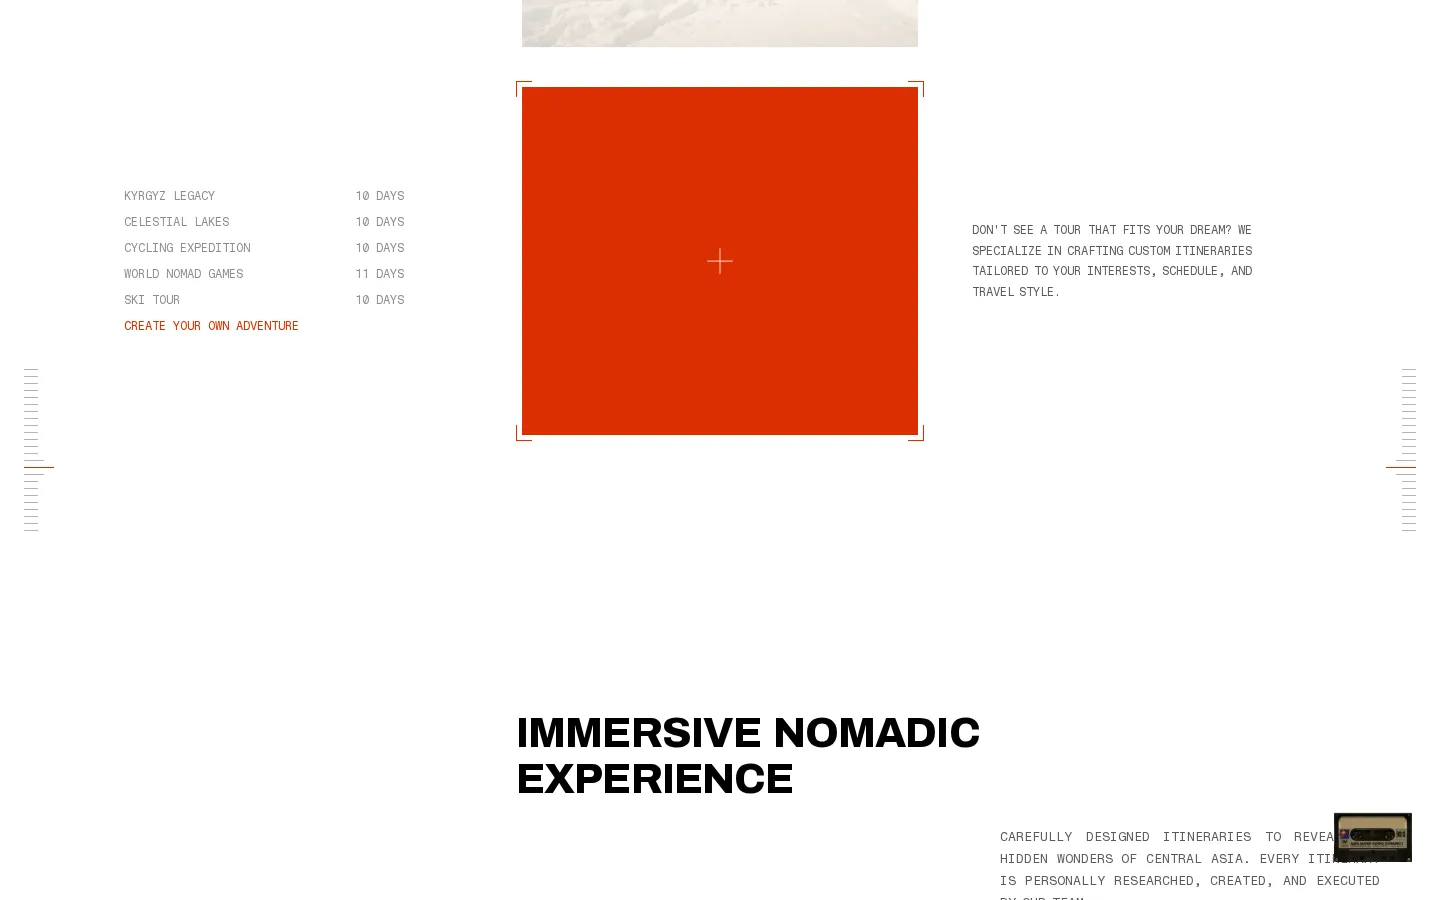 KYRGYZ LEGACY 10 DAYS
CELESTIAL LAKES 10 DAYS
CYCLING EXPEDITION 10 DAYS
WORLD NOMAD GAMES 11 DAYS
SKI TOUR 10 DAYS
CREATE YOUR OWN ADVENTURE
DON'T SEE A TOUR THAT FITS YOUR DREAM? WE
SPECIALIZE IN CRAFTING CUSTOM ITINERARIES
TAILORED TO YOUR INTERESTS, SCHEDULE, AND
TRAVEL STYLE.
IMMERSIVE NOMADIC
EXPERIENCE
CAREFULLY DESIGNED ITINERARIES TO
HIDDEN WONDERS OF CENTRAL ASIA. EVERY
IS PERSONALLY RESEARCHED, CREATED, AND EXECUTED
BY OUR TEAM